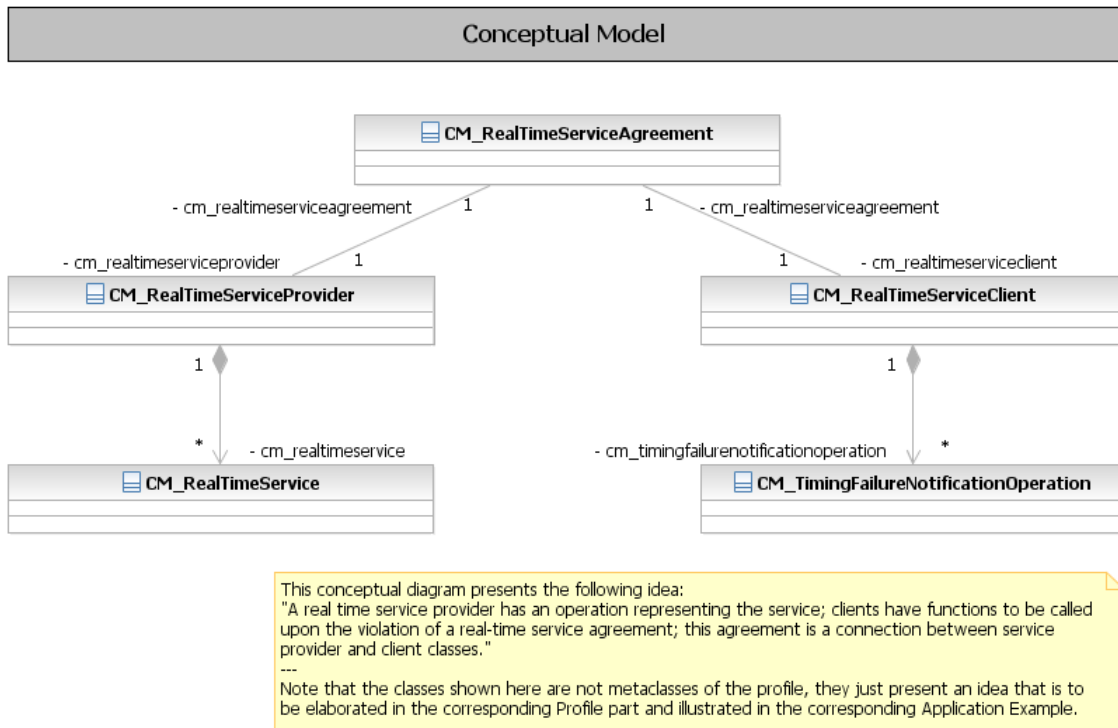 Conceptual Model
CM_RealTimeServiceAgreement
- cm_realtimeserviceagreement
1
1
- cm_realtimeserviceagreement
- cm_realtimeserviceprovider
1
1
- cm_realtimeserviceclient
CM_RealTimeServiceProvider
CM_RealTimeServiceClient
1
1
*
- cm_realtimeservice
- cm_timingfailurenotificationoperation
*
CM_RealTimeService
CM_TimingFailureNotificationOperation
This conceptual diagram presents the following idea:
"A real time service provider has an operation representing the service; clients have functions to be called
upon the violation of a real-time service agreement; this agreement is a connection between service
provider and client classes."
---
Note that the classes shown here are not metaclasses of the profile, they just present an idea that is to
be elaborated in the corresponding Profile part and illustrated in the corresponding Application Example.